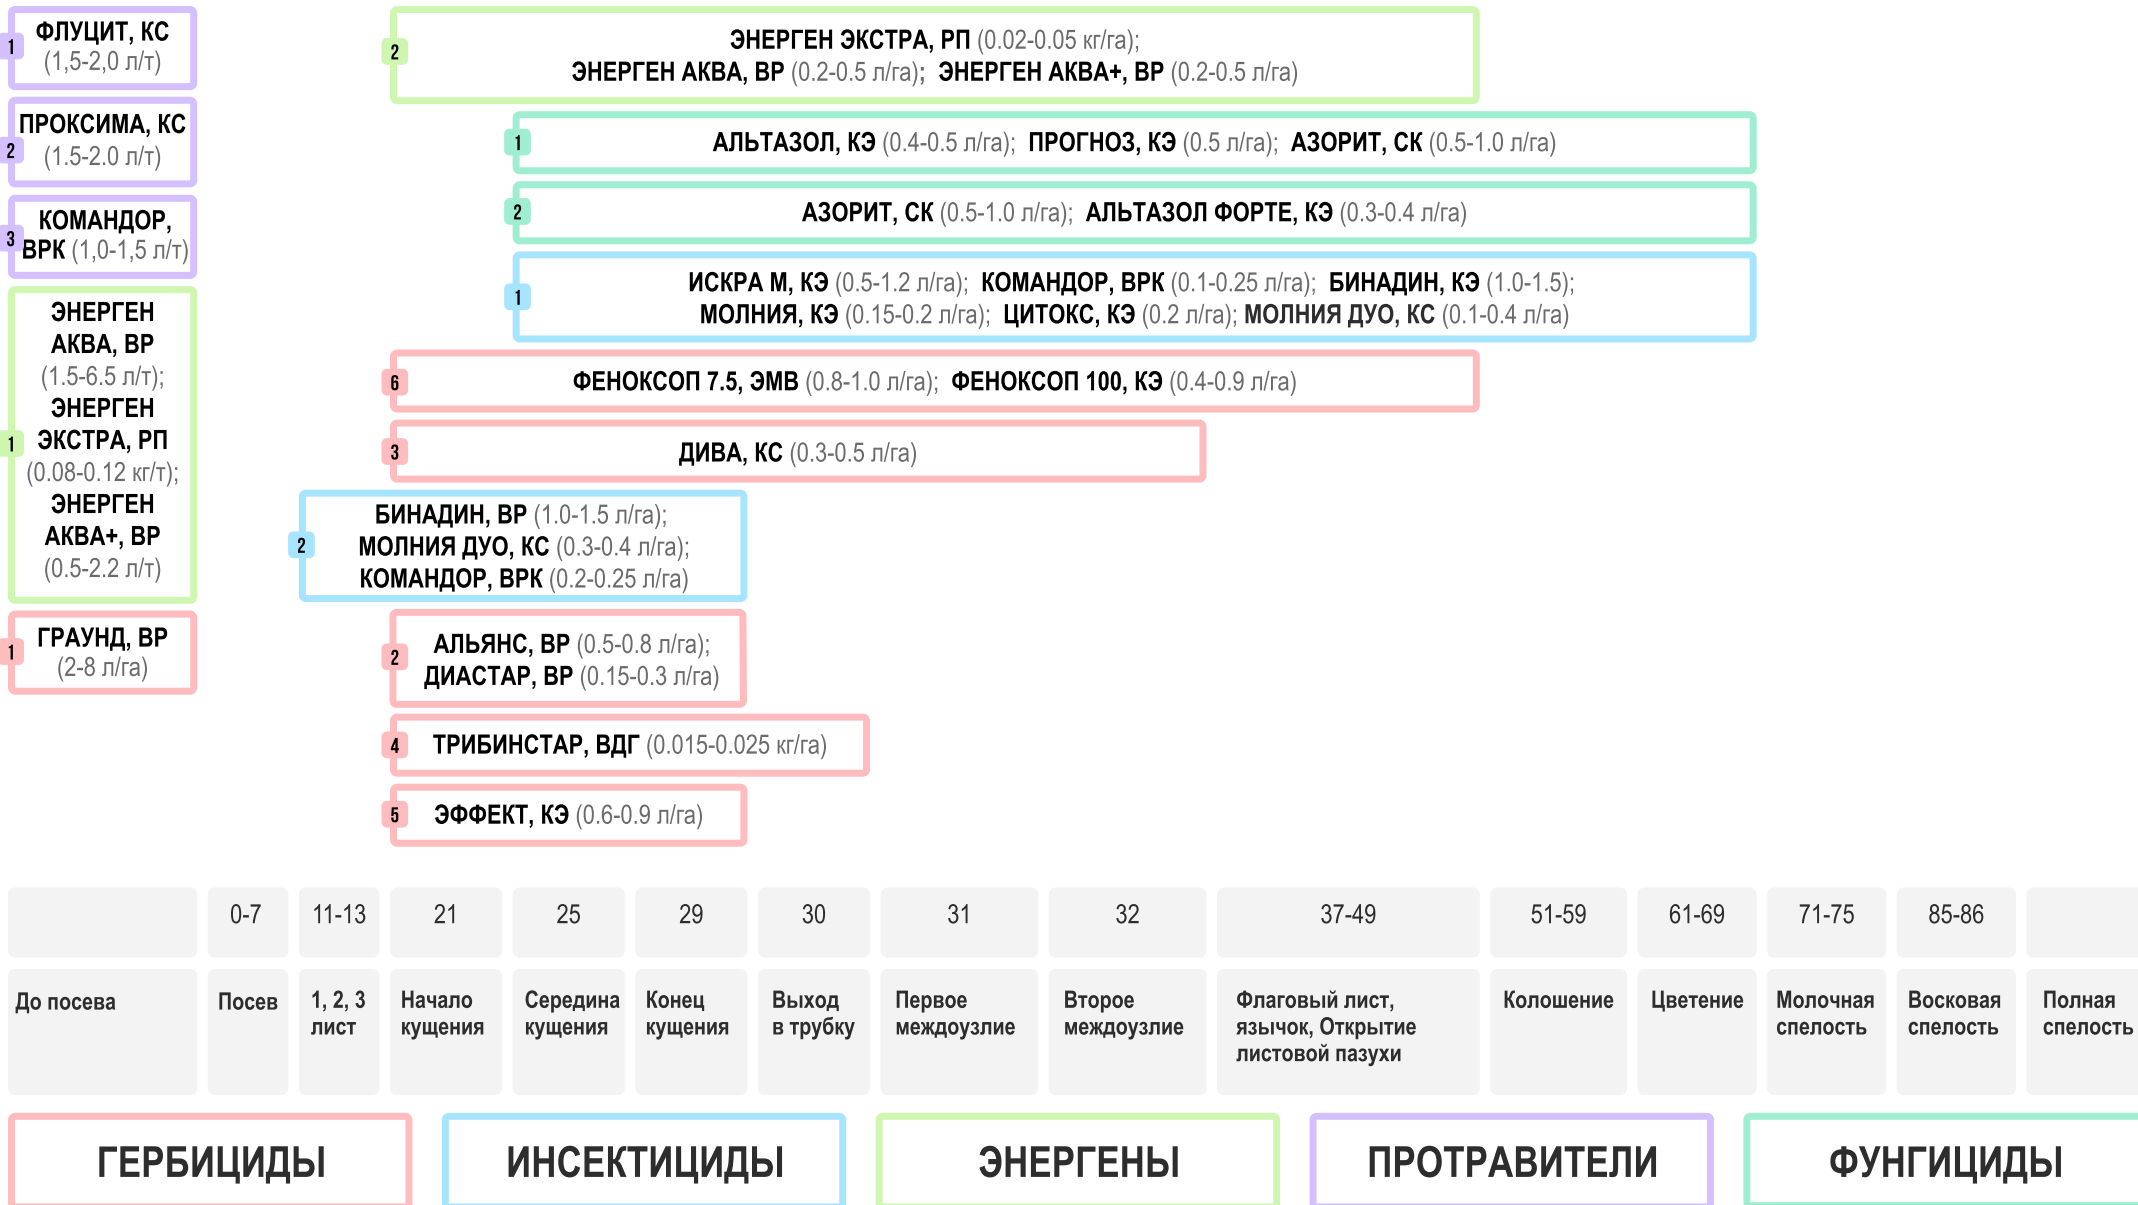 1
ФЛУЦИТ, КС
(1,5-2,0 л/т)
2
ПРОКСИМА, КС
(1.5-2.0 л/т)
3
КОМАНДОР,
ВРК (1,0-1,5 л/т)
1
ЭНЕРГЕН
АКВА, ВР
(1.5-6.5 л/т);
ЭНЕРГЕН
ЭКСТРА, РП
(0.08-0.12 кг/т);
ЭНЕРГЕН
АКВА+, ВР
(0.5-2.2 л/т)
1
ГРАУНД, ВР
(2-8 л/га)
2
ЭНЕРГЕН ЭКСТРА, РП (0.02-0.05 кг/га);
ЭНЕРГЕН АКВА, ВР (0.2-0.5 л/га); ЭНЕРГЕН АКВА+, ВР (0.2-0.5 л/га)
1
АЛЬТАЗОЛ, КЭ (0.4-0.5 л/га); ПРОГНОЗ, КЭ (0.5 л/га); АЗОРИТ, СК (0.5-1.0 л/га)
2
АЗОРИТ, СК (0.5-1.0 л/га); АЛЬТАЗОЛ ФОРТЕ, КЭ (0.3-0.4 л/га)
1
ИСКРА М, КЭ (0.5-1.2 л/га); КОМАНДОР, ВРК (0.1-0.25 л/га); БИНАДИН, КЭ (1.0-1.5);
МОЛНИЯ, КЭ (0.15-0.2 л/га); ЦИТОКС, КЭ (0.2 л/га); МОЛНИЯ ДУО, КС (0.1-0.4 л/га)
6
ФЕНОКСОП 7.5, ЭМВ (0.8-1.0 л/га); ФЕНОКСОП 100, КЭ (0.4-0.9 л/га)
3
ДИВА, КС (0.3-0.5 л/га)
2
БИНАДИН, ВР (1.0-1.5 л/га);
МОЛНИЯ ДУО, КС (0.3-0.4 л/га);
КОМАНДОР, ВРК (0.2-0.25 л/га)
2
АЛЬЯНС, ВР (0.5-0.8 л/га);
ДИАСТАР, ВР (0.15-0.3 л/га)
4
ТРИБИНСТАР, ВДГ (0.015-0.025 кг/га)
5
ЭФФЕКТ, КЭ (0.6-0.9 л/га)
0-7
11-13
21
25
29
30
31
32
37-49
51-59
61-69
71-75
85-86
До посева
Посев
1, 2, 3
лист
Начало
кущения
Середина
кущения
Конец
кущения
Выход
в трубку
Первое
междоузлие
Второе
междоузлие
Флаговый лист,
язычок, Открытие
листовой пазухи
Колошение
Цветение
Молочная
спелость
Восковая
спелость
Полная
спелость
ГЕРБИЦИДЫ
ИНСЕКТИЦИДЫ
ЭНЕРГЕНЫ
ПРОТРАВИТЕЛИ
ФУНГИЦИДЫ